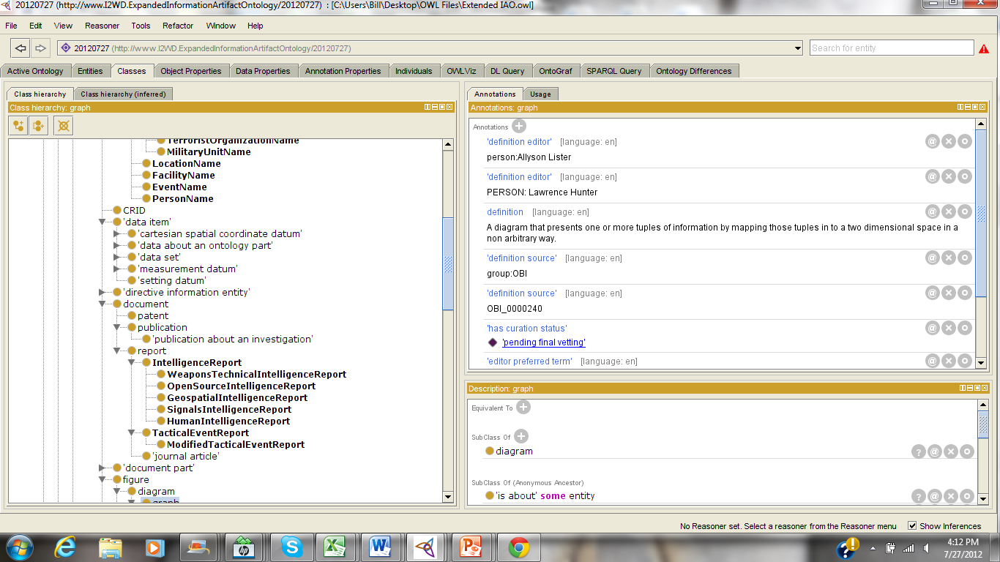 20120727 (http://www.I2WD.ExpandedInformationArtifactOntology/20120727) : [C:\Users\Bill\Desktop\OWL Files\Extended IAO.owl]
File Edit View Reasoner Tools Refactor Window Help
20120727 (http://www.I2WD.ExpandedInformationArtifactOntology/20120727)
Search for entity
Active Ontology Entities Classes Object Properties Data Properties Annotation Properties Individuals OWLViz DL Query OntoGraf SPARQL Query Ontology Differences
Class hierarchy Class hierarchy (inferred)
Class hierarchy: graph
TerroristOrganizationName
MilitaryUnitName
LocationName
FacilityName
EventName
PersonName
CRID
'data item'
'cartesian spatial coordinate datum'
'data about an ontology part'
'data set'
'measurement datum'
'setting datum'
'directive information entity'
document
patent
publication
'publication about an investigation'
report
IntelligenceReport
WeaponsTechnicalIntelligenceReport
OpenSourceIntelligenceReport
GeospatialIntelligenceReport
SignalsIntelligenceReport
HumanIntelligenceReport
TacticalEventReport
ModifiedTacticalEventReport
'journal article'
'document part'
figure
diagram
graph
Annotations Usage
Annotations: graph
Annotations
'definition editor' [language: en]
person:Allyson Lister
'definition editor' [language: en]
PERSON: Lawrence Hunter
definition [language: en]
A diagram that presents one or more tuples of information by mapping those tuples in to a two dimensional space in a
non arbitrary way.
'definition source' [language: en]
group:OBI
'definition source' [language: en]
OBI_0000240
'has curation status'
'pending final vetting'
'editor preferred term' [language: en]
Description: graph
Equivalent To
SubClass Of
diagram
SubClass Of (Anonymous Ancestor)
'is about' some entity
No Reasoner set. Select a reasoner from the Reasoner menu Show Inferences
4:12 PM
7/27/2012